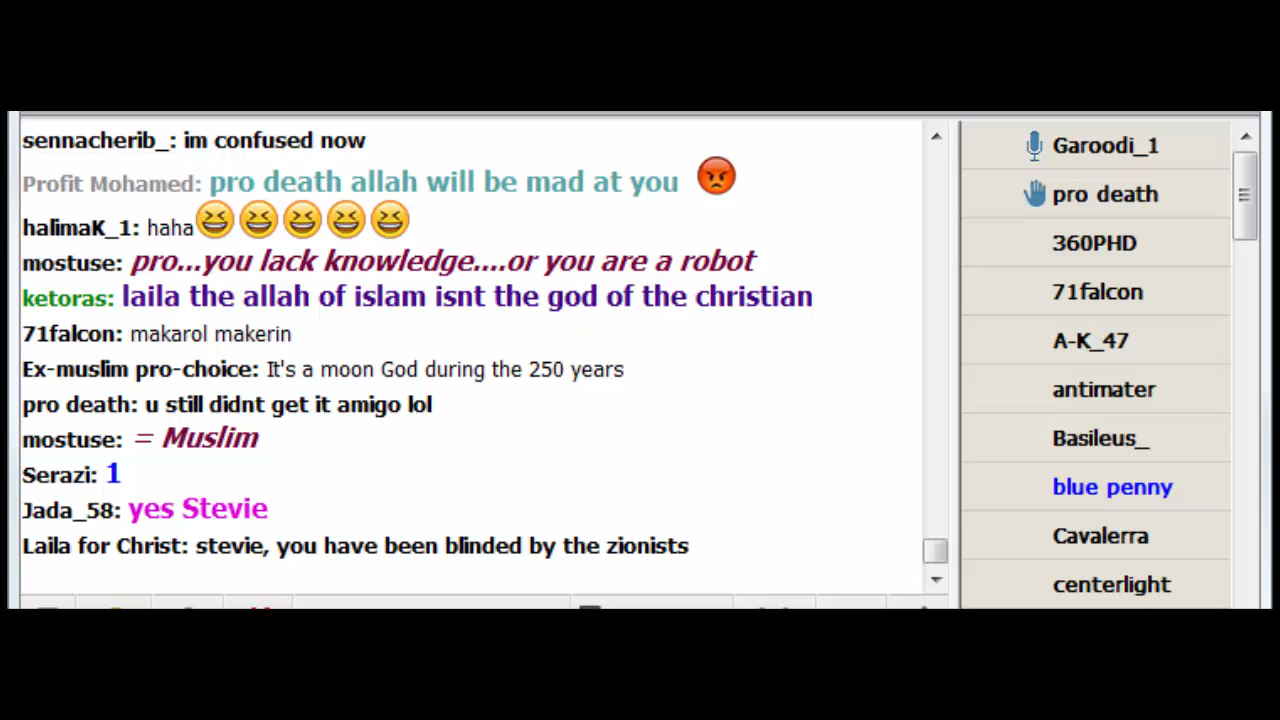 sennacherib_: im confused now
Profit Mohamed: pro death allah will be mad at you
halimaK_1: haha
mostuse: pro...you lack knowledge....or you are a robot
ketoras: laila the allah of islam isnt the god of the christian
71falcon: makarol makerin
Ex-muslim pro-choice: It's a moon God during the 250 years
pro death: u still didnt get it amigo lol
mostuse: = Muslim
Serazi: 1
Jada_58: yes Stevie
Laila for Christ: stevie, you have been blinded by the zionists
Garoodi_1
pro death
360PHD
71falcon
A-K_47
antimater
Basileus_
blue penny
Cavalerra
centerlight